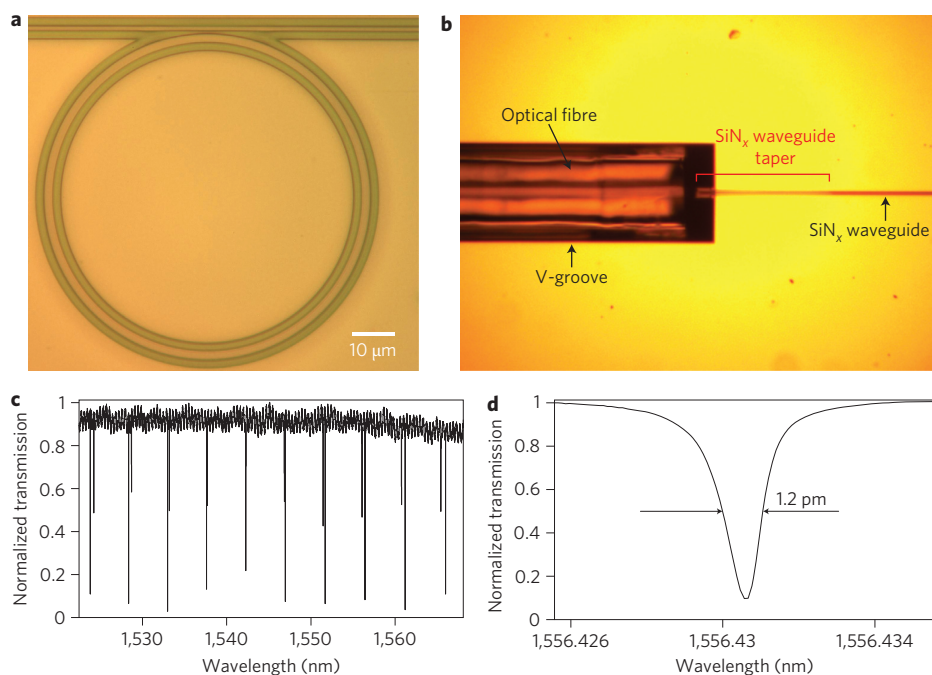 a
10 μm
b
Optical fibre
SiNₓ waveguide
taper
SiNₓ waveguide
V-groove
c
Normalized transmission
1
0.8
0.6
0.4
0.2
0
1,530
1,540
1,550
1,560
Wavelength (nm)
d
Normalized transmission
1
0.8
0.6
0.4
0.2
0
1.2 pm
1,556.426
1,556.43
1,556.434
Wavelength (nm)